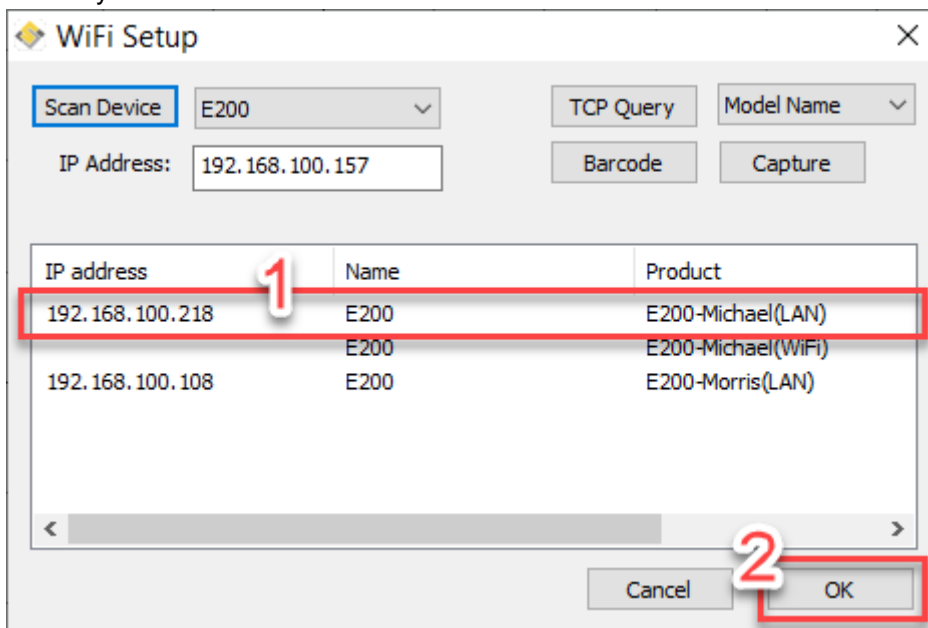 WiFi Setup
Scan Device E200 TCP Query Model Name
IP Address: 192.168.100.157 Barcode Capture
IP address Name Product
1
192.168.100.218 E200 E200-Michael(LAN)
E200 E200-Michael(WiFi)
192.168.100.108 E200 E200-Morris(LAN)
2
Cancel OK